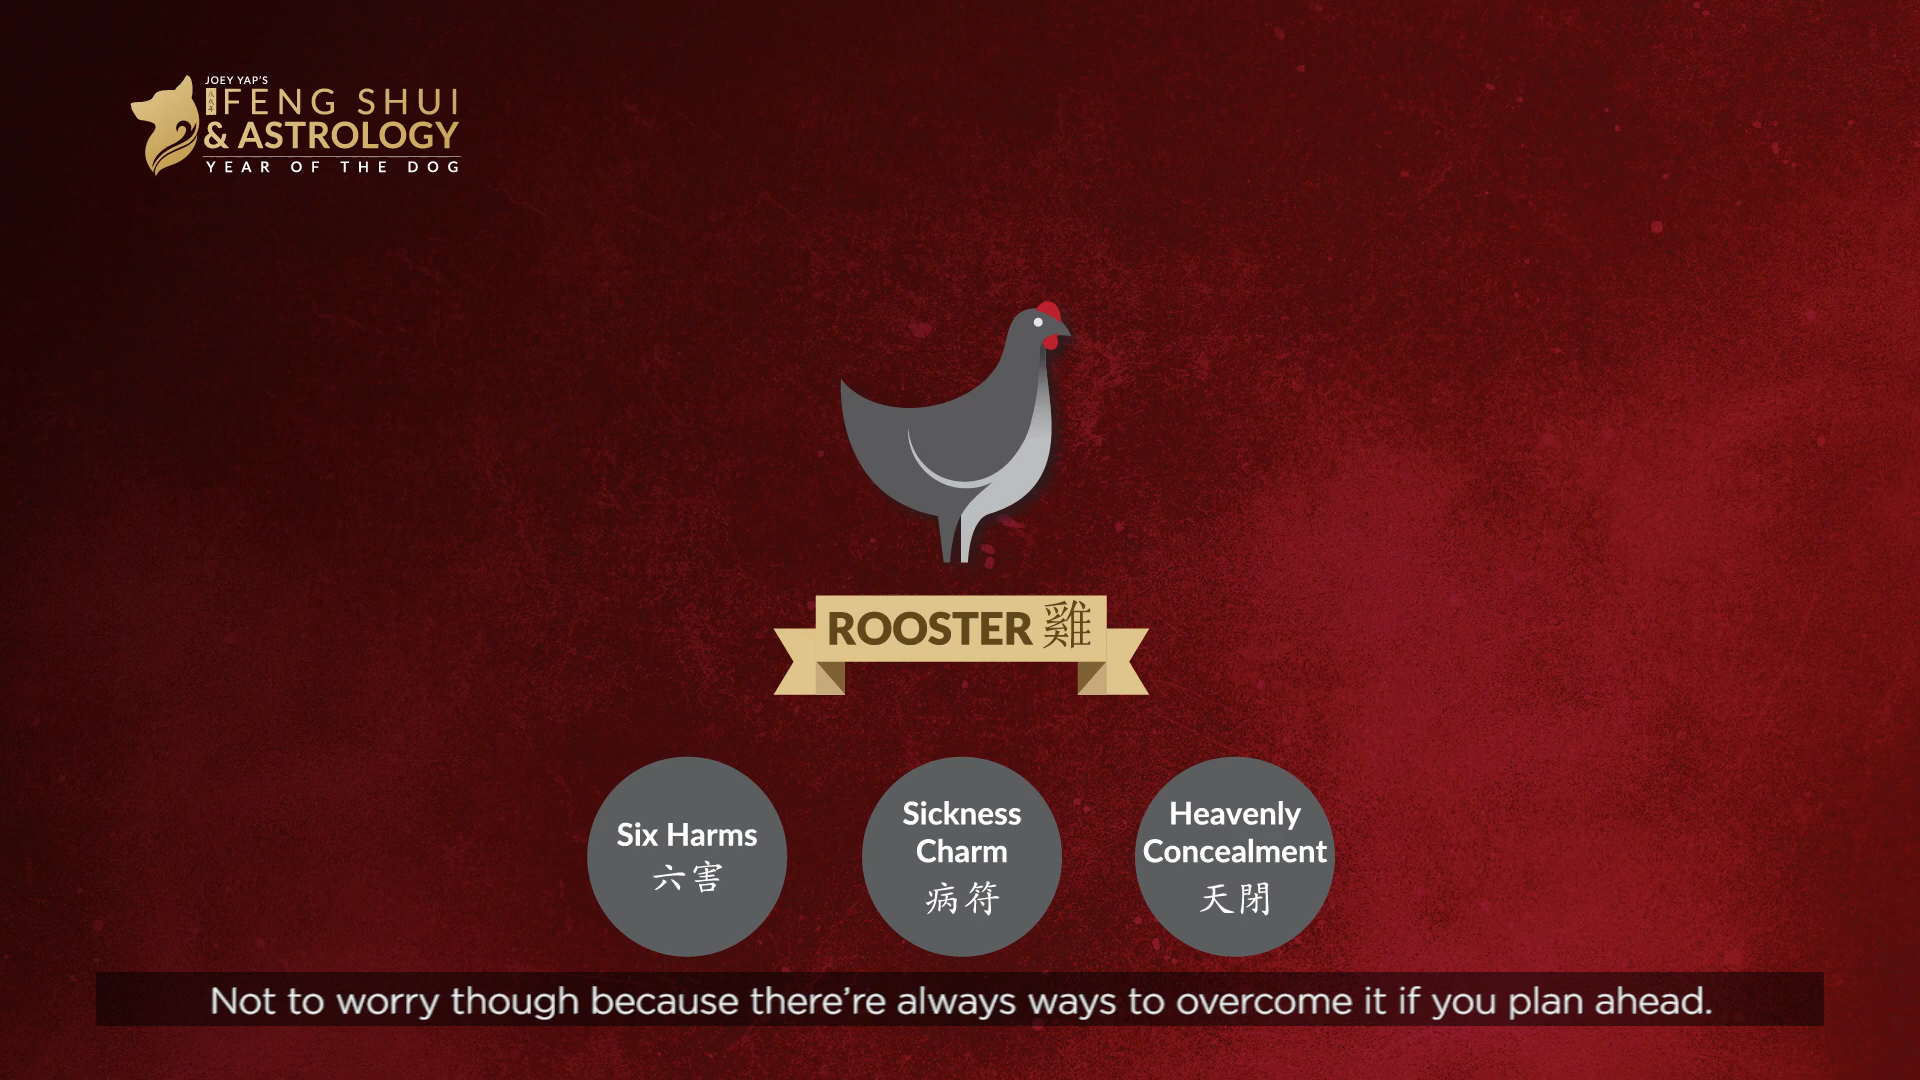 JOEY YAP'S
FENG SHUI
& ASTROLOGY
YEAR OF THE DOG
ROOSTER 雞
Six Harms
六害
Sickness
Charm
病符
Heavenly
Concealment
天閉
Not to worry though because there're always ways to overcome it if you plan ahead.